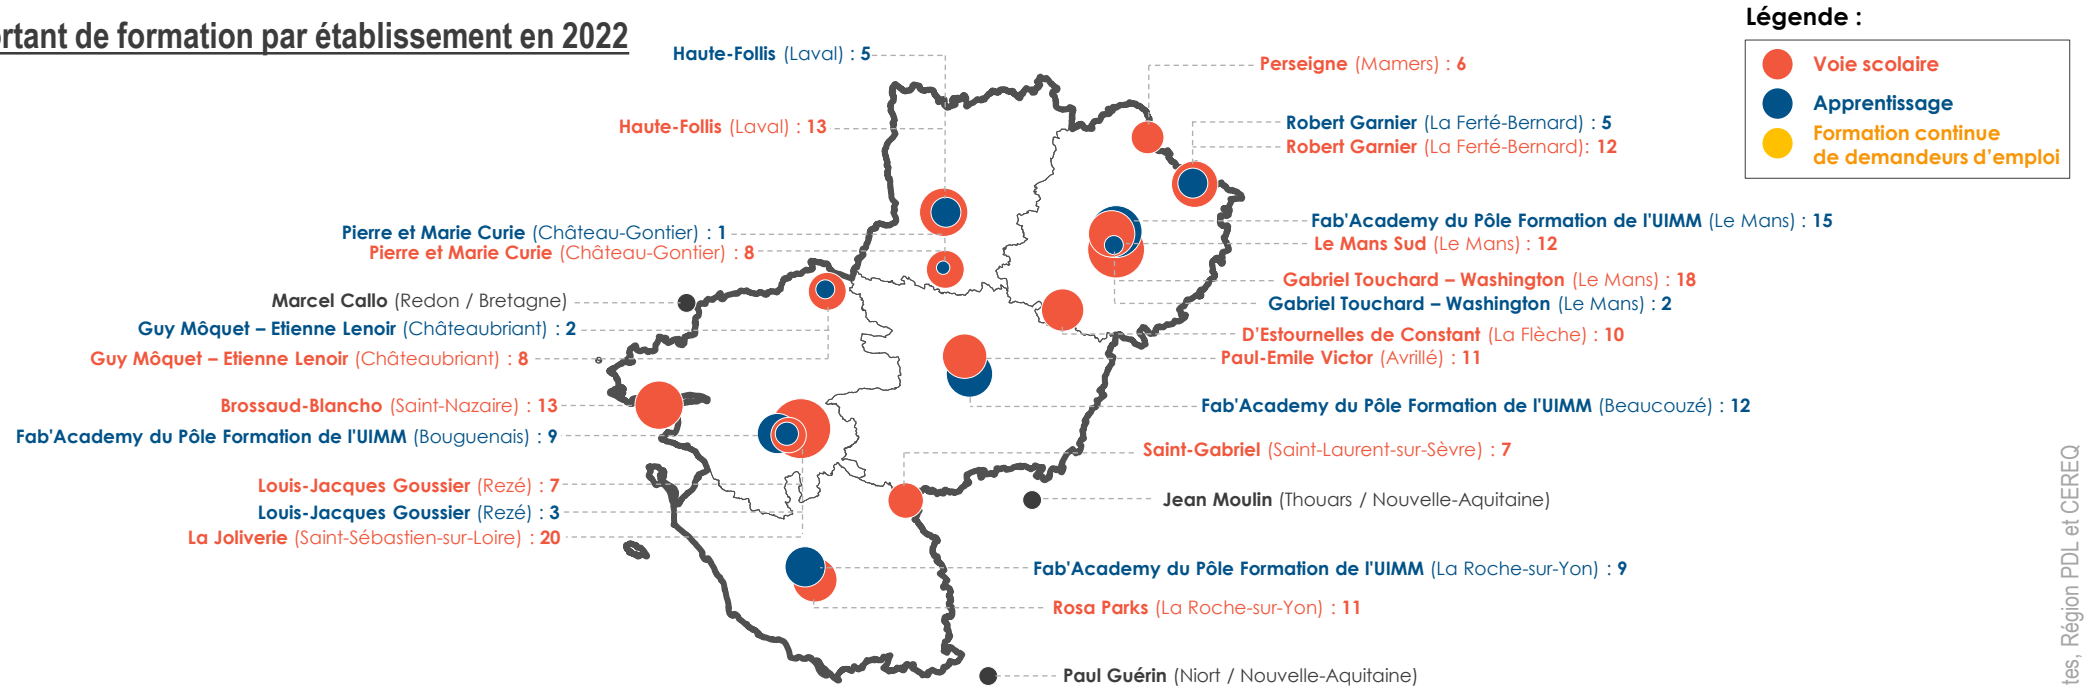 de formation par établissement en 2022
Légende :
Voie scolaire
Apprentissage
Formation continue
de demandeurs d'emploi
Haute-Follis (Laval) : 5
Perseigne (Mamers) : 6
Haute-Follis (Laval) : 13
Robert Garnier (La Ferté-Bernard) : 5
Robert Garnier (La Ferté-Bernard): 12
Pierre et Marie Curie (Château-Gontier) : 1
Pierre et Marie Curie (Château-Gontier) : 8
Fab'Academy du Pôle Formation de l'UIMM (Le Mans) : 15
Le Mans Sud (Le Mans) : 12
Gabriel Touchard – Washington (Le Mans) : 18
Gabriel Touchard – Washington (Le Mans) : 2
Marcel Callo (Redon / Bretagne)
Guy Môquet – Etienne Lenoir (Châteaubriant) : 2
Guy Môquet – Etienne Lenoir (Châteaubriant) : 8
D'Estournelles de Constant (La Flèche) : 10
Paul-Emile Victor (Avrillé) : 11
Brossaud-Blancho (Saint-Nazaire) : 13
Fab'Academy du Pôle Formation de l'UIMM (Beaucouzé) : 12
Fab'Academy du Pôle Formation de l'UIMM (Bouguenais) : 9
Saint-Gabriel (Saint-Laurent-sur-Sèvre) : 7
Louis-Jacques Goussier (Rezé) : 7
Louis-Jacques Goussier (Rezé) : 3
La Joliverie (Saint-Sébastien-sur-Loire) : 20
Jean Moulin (Thouars / Nouvelle-Aquitaine)
Fab'Academy du Pôle Formation de l'UIMM (La Roche-sur-Yon) : 9
Rosa Parks (La Roche-sur-Yon) : 11
Paul Guérin (Niort / Nouvelle-Aquitaine)
Région PDL et CEREQ